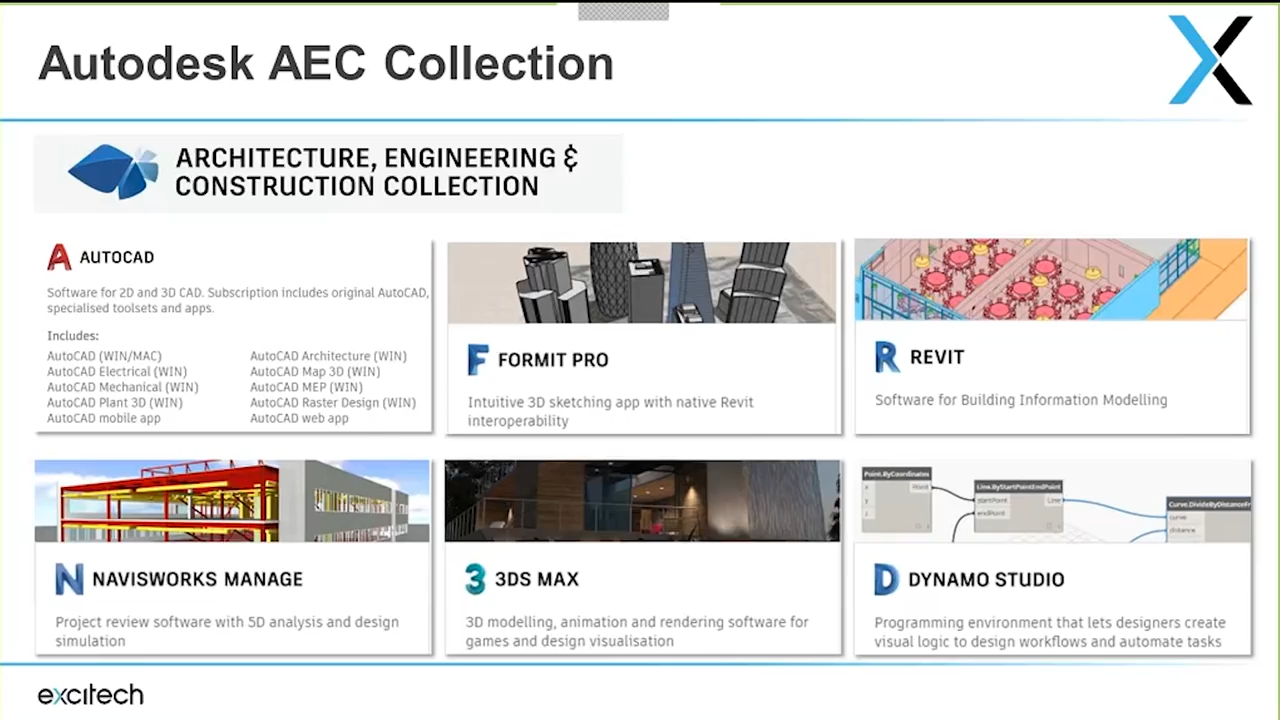 Autodesk AEC Collection
ARCHITECTURE, ENGINEERING &
CONSTRUCTION COLLECTION
AUTOCAD
Software for 2D and 3D CAD. Subscription includes original AutoCAD,
specialised toolsets and apps.
Includes:
AutoCAD (WIN/MAC)
AutoCAD Electrical (WIN)
AutoCAD Mechanical (WIN)
AutoCAD Plant 3D (WIN)
AutoCAD mobile app
AutoCAD Architecture (WIN)
AutoCAD Map 3D (WIN)
AutoCAD MEP (WIN)
AutoCAD Raster Design (WIN)
AutoCAD web app
FORMIT PRO
Intuitive 3D sketching app with native Revit
interoperability
REVIT
Software for Building Information Modelling
NAVISWORKS MANAGE
Project review software with 5D analysis and design
simulation
3DS MAX
3D modelling, animation and rendering software for
games and design visualisation
Point.ByCoordinates
x
y
z
Point
Line.ByStartPointEndPoint
startPoint
endPoint
Line
Curve.DivideByDistanceFr
curve
distance
DYNAMO STUDIO
Programming environment that lets designers create
visual logic to design workflows and automate tasks
excitech